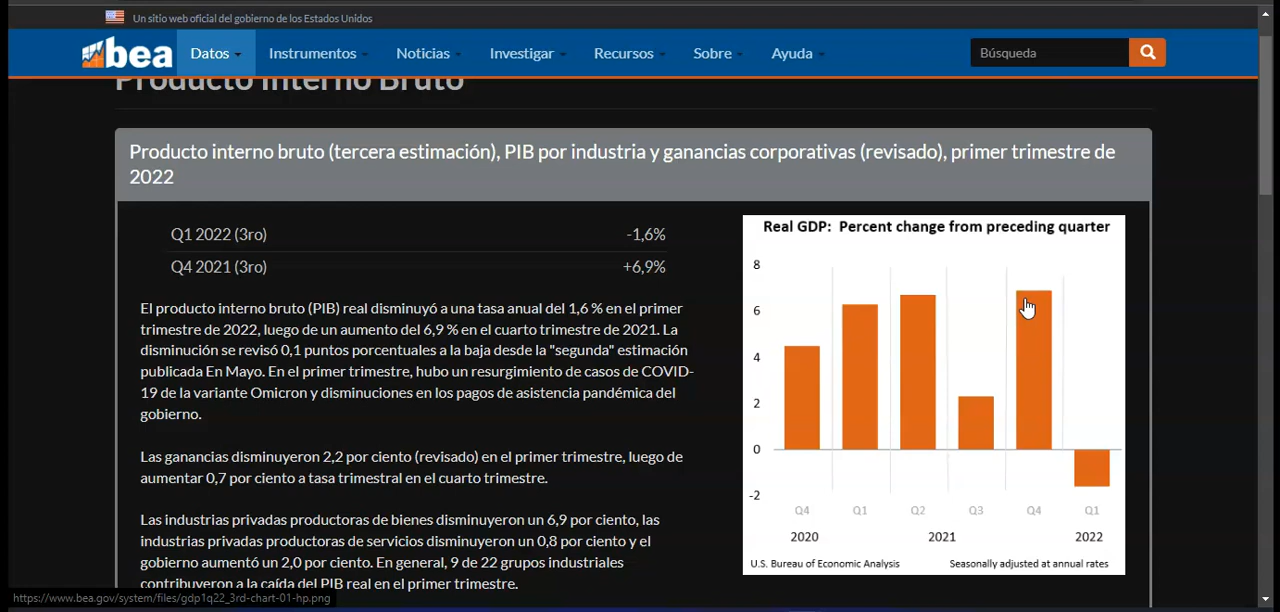 Un sitio web oficial del gobierno de los Estados Unidos
bea Datos Instrumentos Noticias Investigar Recursos Sobre Ayuda Búsqueda
Producto Interno Bruto
Producto interno bruto (tercera estimación), PIB por industria y ganancias corporativas (revisado), primer trimestre de
2022
Q1 2022 (3ro) -1,6%
Q4 2021 (3ro) +6,9%
El producto interno bruto (PIB) real disminuyó a una tasa anual del 1,6 % en el primer
trimestre de 2022, luego de un aumento del 6,9 % en el cuarto trimestre de 2021. La
disminución se revisó 0,1 puntos porcentuales a la baja desde la "segunda" estimación
publicada En Mayo. En el primer trimestre, hubo un resurgimiento de casos de COVID-
19 de la variante Omicron y disminuciones en los pagos de asistencia pandémica del
gobierno.
Las ganancias disminuyeron 2,2 por ciento (revisado) en el primer trimestre, luego de
aumentar 0,7 por ciento a tasa trimestral en el cuarto trimestre.
Las industrias privadas productoras de bienes disminuyeron un 6,9 por ciento, las
industrias privadas productoras de servicios disminuyeron un 0,8 por ciento y el
gobierno aumentó un 2,0 por ciento. En general, 9 de 22 grupos industriales
contribuyeron a la caída del PIB real en el primer trimestre.
Real GDP: Percent change from preceding quarter
8
6
4
2
0
-2
Q4 Q1 Q2 Q3 Q4 Q1
2020 2021 2022
U.S. Bureau of Economic Analysis Seasonally adjusted at annual rates
https://www.bea.gov/system/files/gdp1q22_3rd-chart-01-hp.png